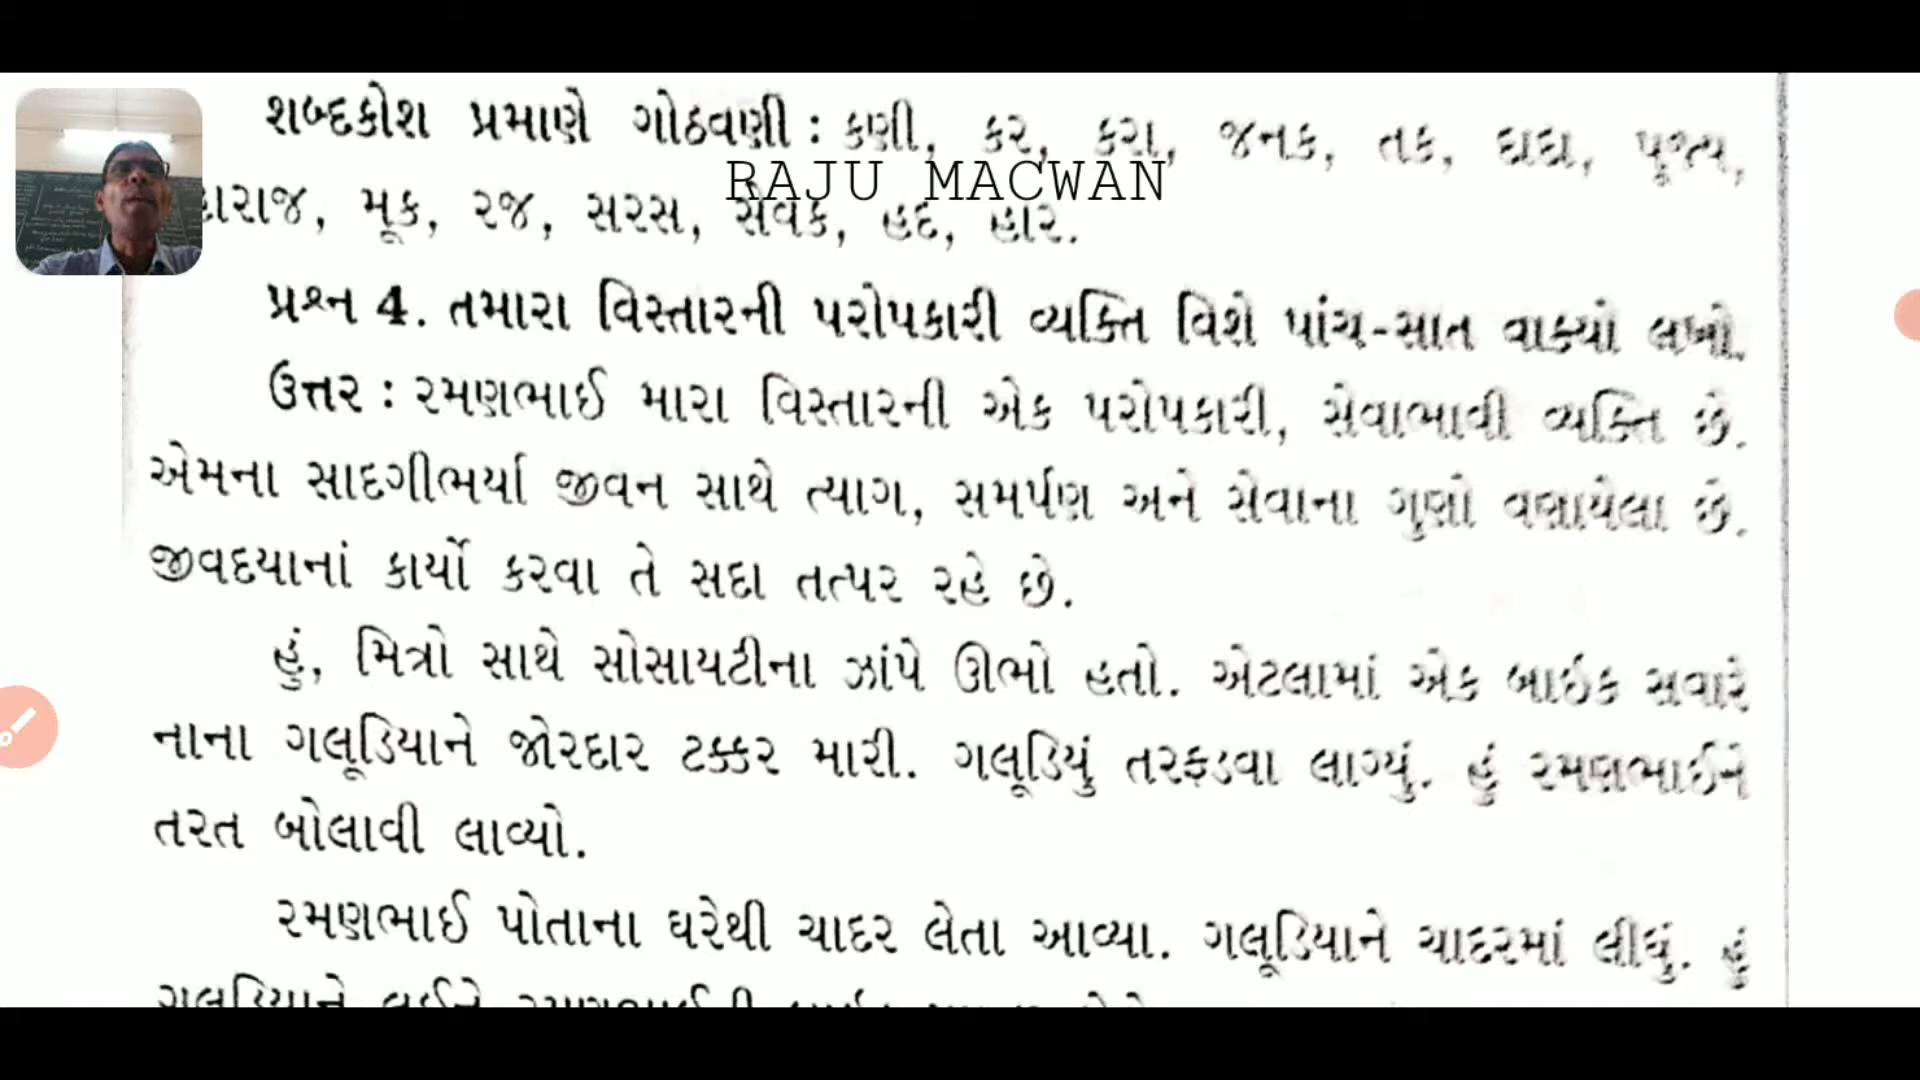 શબ્દકોશ પ્રમાણે ગોઠવણી : કણી, કર, કરા, જનક, તક, દાદા, પૂજ્ય,
RAJU MACWAN
મૂક, રજ, સરસ, સેવક, હદ, હાર.
પ્રશ્ન 4. તમારા વિસ્તારની પરોપકારી વ્યક્તિ વિશે પાંચ-સાત વાક્યો લખો.
ઉત્તર : રમણભાઈ મારા વિસ્તારની એક પરોપકારી, સેવાભાવી વ્યક્તિ છે.
એમના સાદગીભર્યા જીવન સાથે ત્યાગ, સમર્પણ અને સેવાના ગુણો વણાયેલા છે.
જીવદયાનાં કાર્યો કરવા તે સદા તત્પર રહે છે.
હું, મિત્રો સાથે સોસાયટીના ઝાંપે ઊભો હતો. એટલામાં એક બાઇક સવારે
નાના ગલૂડિયાને જોરદાર ટક્કર મારી. ગલૂડિયું તરફડવા લાગ્યું. હું રમણભાઈને
તરત બોલાવી લાવ્યો.
રમણભાઈ પોતાના ઘરેથી ચાદર લેતા આવ્યા. ગલૂડિયાને ચાદરમાં લીધું. હું